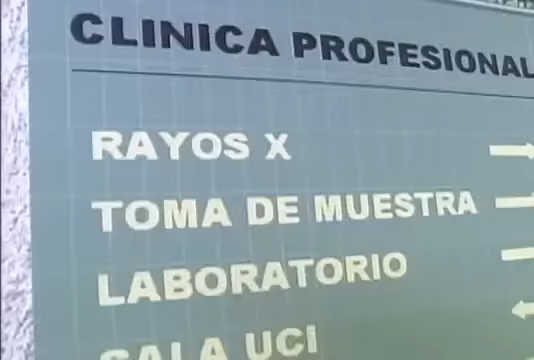 CLINICA PROFESIONAL
RAYOS X
TOMA DE MUESTRA
LABORATORIO
SALA UCI